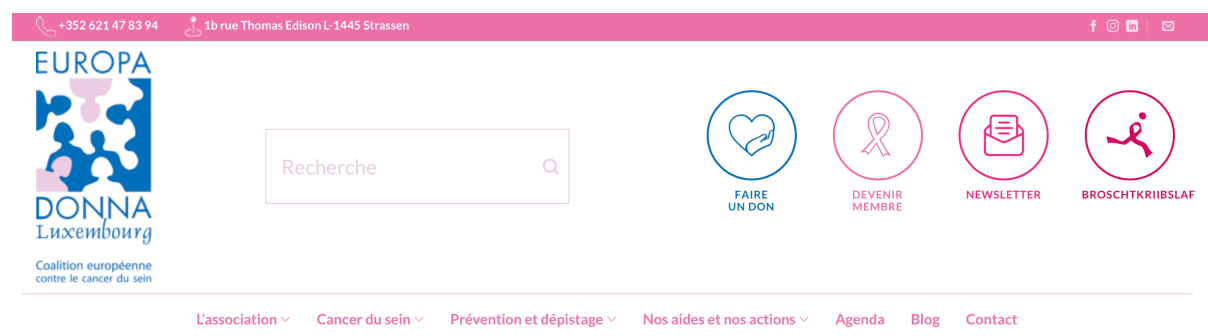 +352 621 47 83 94
1b rue Thomas Edison L-1445 Strassen
EUROPA
DONNA
Luxembourg
Coalition européenne
contre le cancer du sein
Recherche
FAIRE
UN DON
DEVENIR
MEMBRE
NEWSLETTER
BROSCHTKRIIBSLAF
L'association
Cancer du sein
Prévention et dépistage
Nos aides et nos actions
Agenda
Blog
Contact